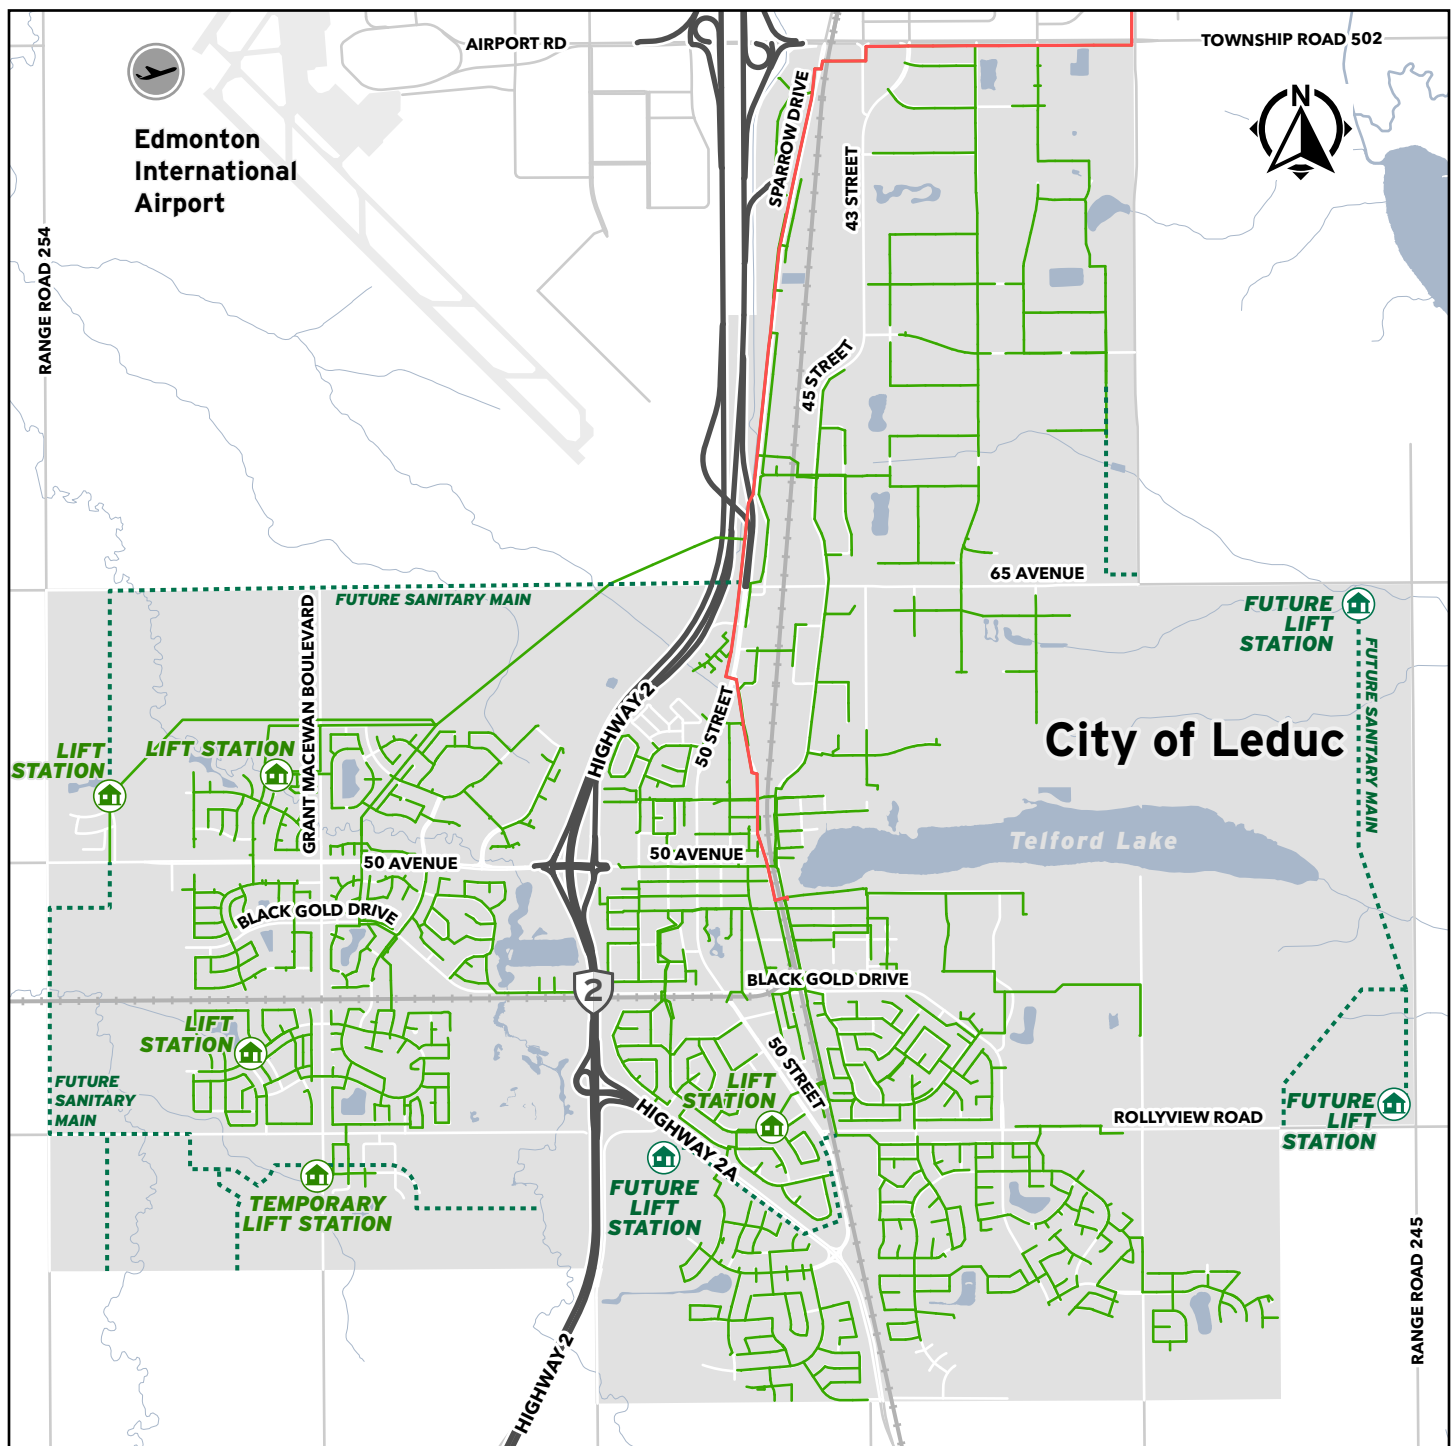 AIRPORT RD
TOWNSHIP ROAD 502
N
Edmonton
International
Airport
SPARROW DRIVE
43 STREET
RANGE ROAD 254
45 STREET
65 AVENUE
FUTURE SANITARY MAIN
FUTURE
LIFT
STATION
FUTURE SANITARY MAIN
GRANT MACEWAN BOULEVARD
HIGHWAY 2
50 STREET
City of Leduc
LIFT
STATION
LIFT STATION
Telford Lake
50 AVENUE
50 AVENUE
BLACK GOLD DRIVE
BLACK GOLD DRIVE
2
LIFT
STATION
50 STREET
FUTURE
SANITARY
MAIN
LIFT
STATION
HIGHWAY 2A
ROLLYVIEW ROAD
FUTURE
LIFT
STATION
TEMPORARY
LIFT STATION
FUTURE
LIFT
STATION
RANGE ROAD 245
HIGHWAY 2